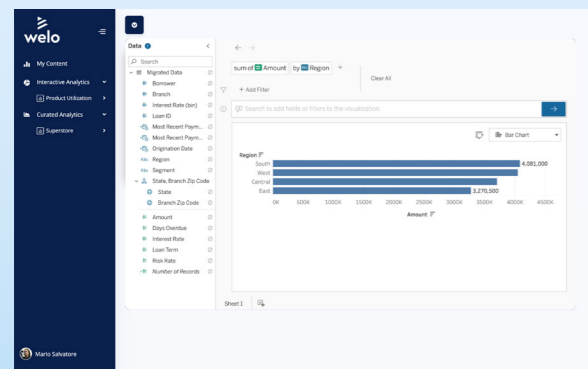 welo
My Content
Interactive Analytics
Product Utilization
Curated Analytics
Superstore
Mario Salvatore
Data
Search
Migrated Data
Borrower
Branch
Interest Rate (bin)
Loan ID
Most Recent Paym...
Most Recent Paym...
Origination Date
Abc Region
Abc Segment
State, Branch Zip Code
State
Branch Zip Code
Amount
Days Overdue
Interest Rate
Loan Term
Risk Rate
Number of Records
sum of Amount by Region +
Clear All
+ Add Filter
Search to add fields or filters to the visualization
Bar Chart
Region
South 4,081,000
West
Central
East 3,270,500
0K 500K 1000K 1500K 2000K 2500K 3000K 3500K 4000K 4500K
Amount
Sheet 1